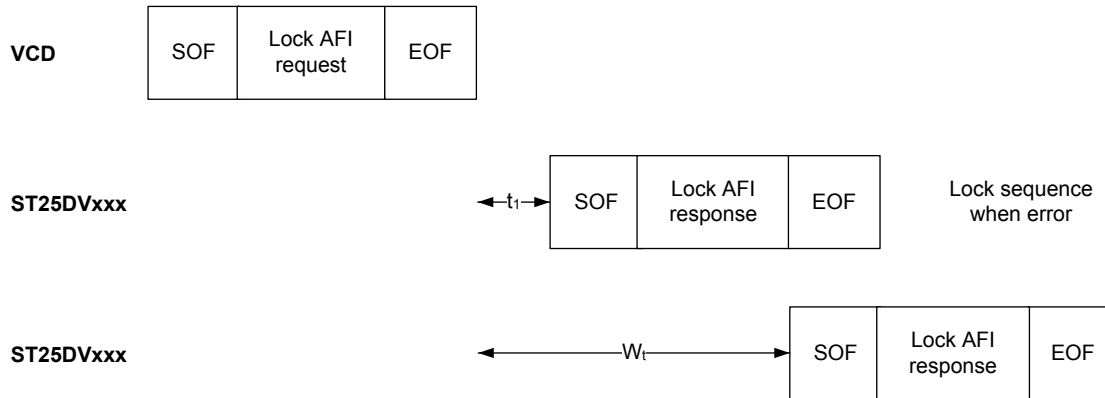 VCD
SOF
Lock AFI
request
EOF
ST25DVxxx
t1
SOF
Lock AFI
response
EOF
Lock sequence
when error
ST25DVxxx
Wt
SOF
Lock AFI
response
EOF